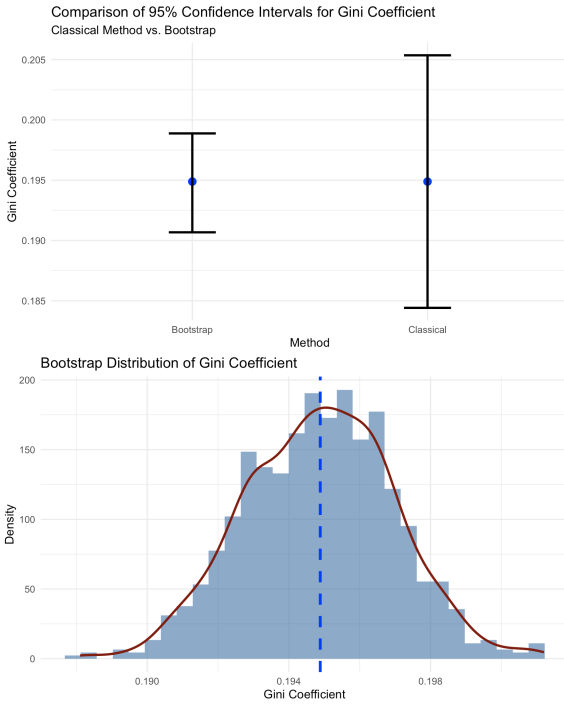 Comparison of 95% Confidence Intervals for Gini Coefficient
Classical Method vs. Bootstrap
Gini Coefficient
0.205
0.200
0.195
0.190
0.185
Bootstrap
Classical
Method
Bootstrap Distribution of Gini Coefficient
Density
200
150
100
50
0
0.190
0.194
0.198
Gini Coefficient